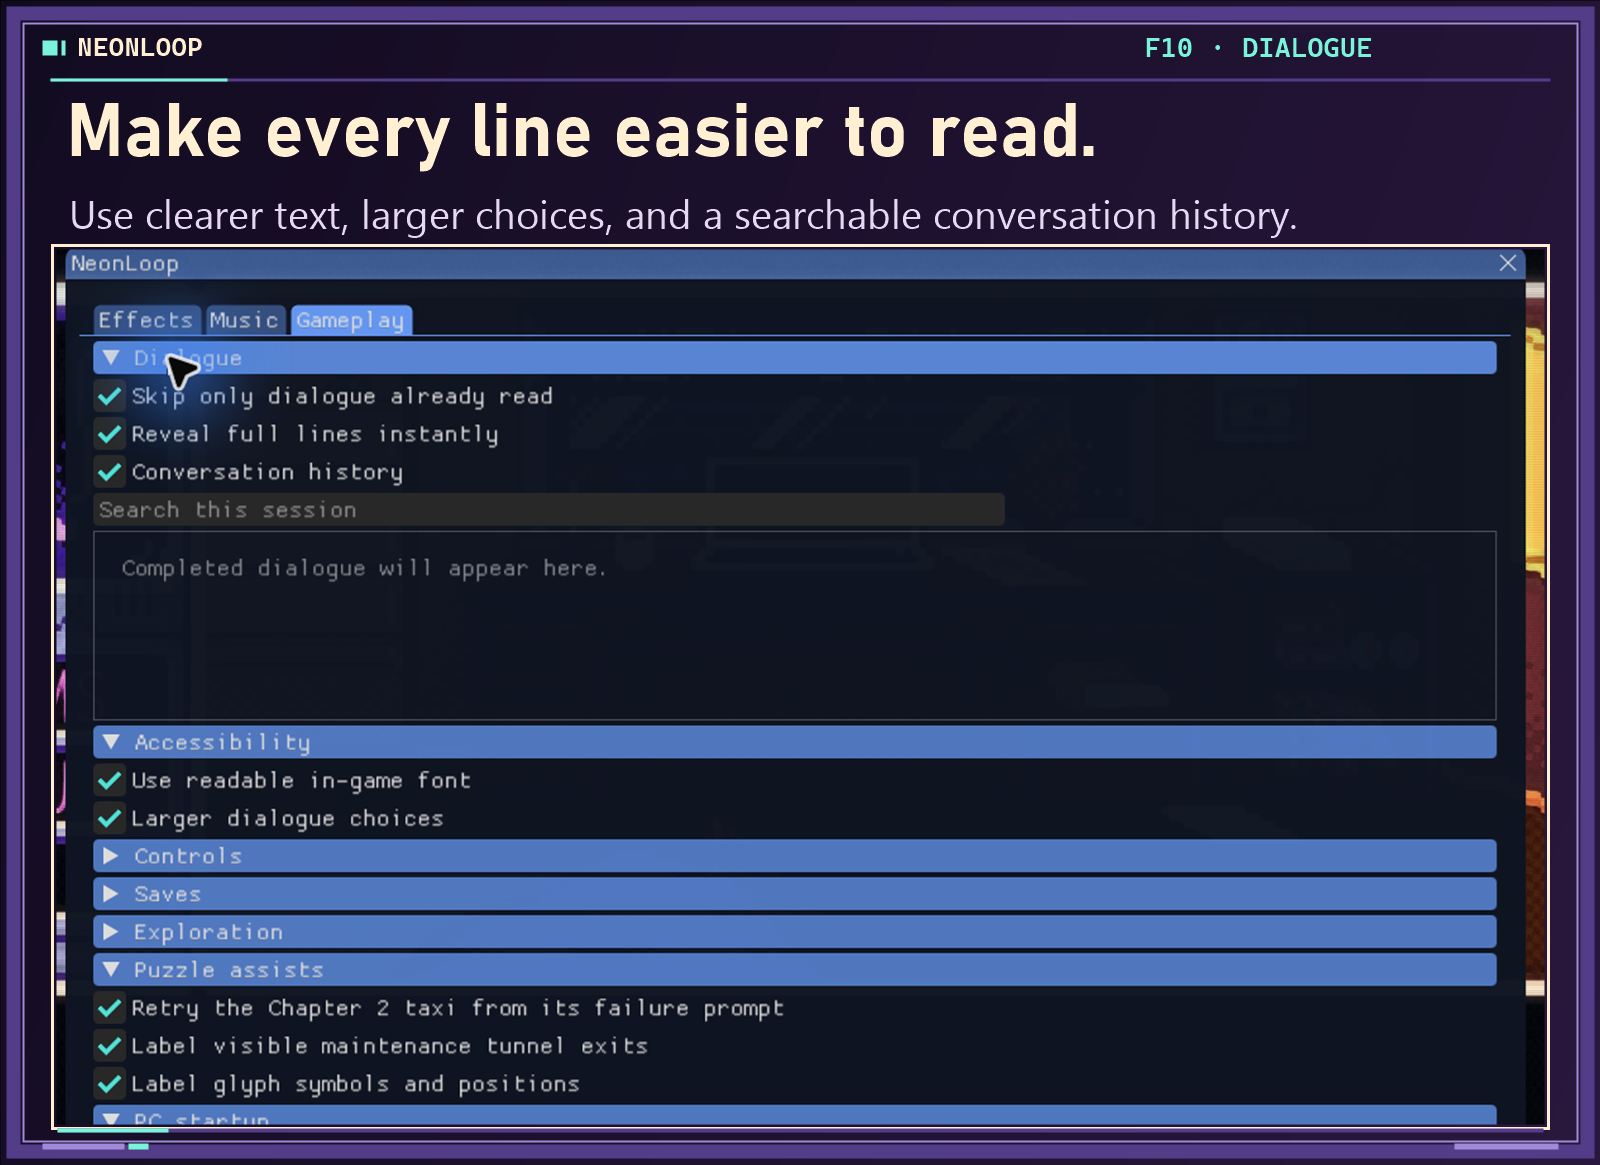 NEONLOOP
F10 · DIALOGUE
Make every line easier to read.
Use clearer text, larger choices, and a searchable conversation history.
NeonLoop
Effects Music Gameplay
Dialogue
Skip only dialogue already read
Reveal full lines instantly
Conversation history
Search this session
Completed dialogue will appear here.
Accessibility
Use readable in-game font
Larger dialogue choices
Controls
Saves
Exploration
Puzzle assists
Retry the Chapter 2 taxi from its failure prompt
Label visible maintenance tunnel exits
Label glyph symbols and positions
PC startup